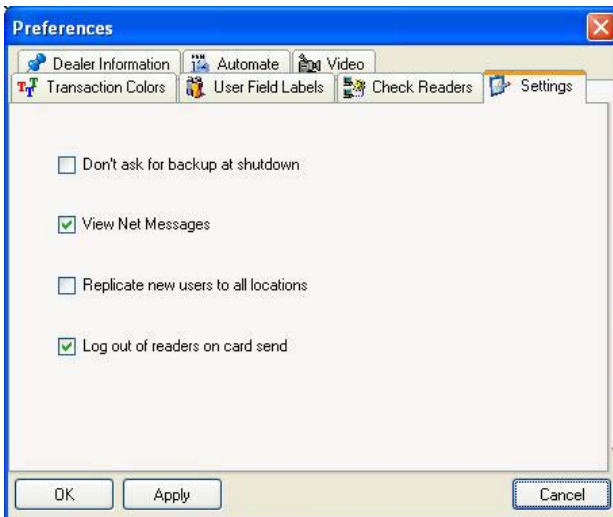 Preferences
Dealer Information Automate Video
Transaction Colors User Field Labels Check Readers Settings
Don't ask for backup at shutdown
View Net Messages
Replicate new users to all locations
Log out of readers on card send
OK Apply Cancel